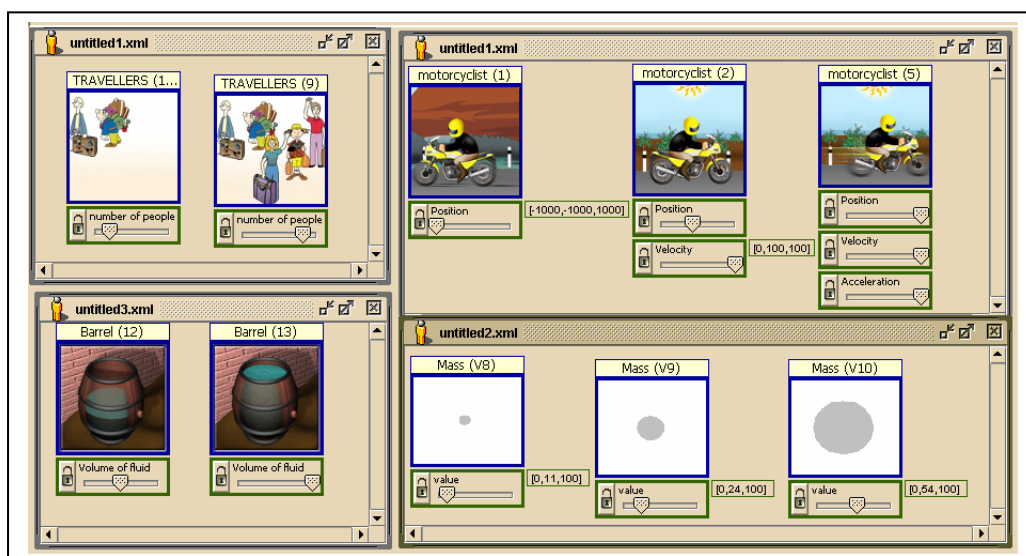 untitled1.xml
TRAVELLERS (1...
TRAVELLERS (9)
number of people
number of people
untitled1.xml
motorcyclist (1)
motorcyclist (2)
motorcyclist (5)
Position
[-1000,-1000,1000]
Position
Position
Velocity
[0,100,100]
Velocity
Acceleration
untitled3.xml
Barrel (12)
Barrel (13)
Volume of fluid
Volume of fluid
untitled2.xml
Mass (V8)
Mass (V9)
Mass (V10)
value
[0,11,100]
value
[0,24,100]
value
[0,54,100]